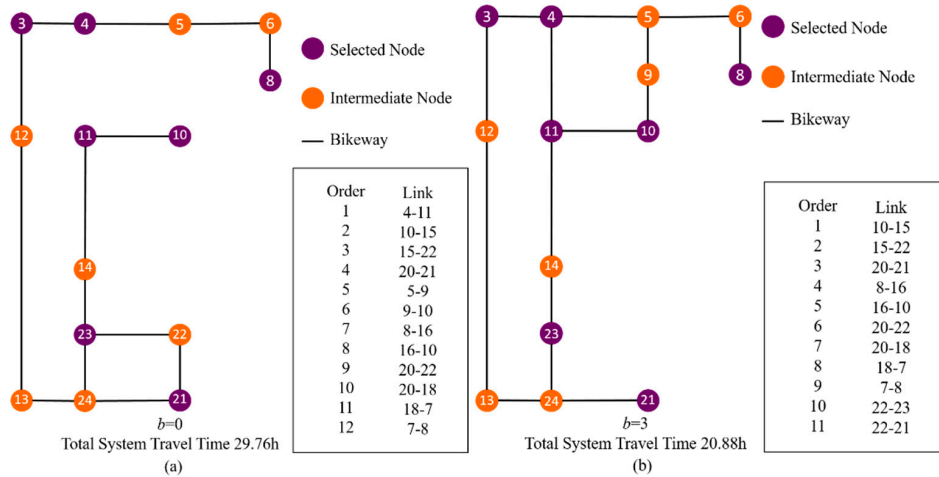 3 4 5 6
8
12 11 10
14
23 22
13 24 21
Selected Node
Intermediate Node
Bikeway
Order Link
1 4-11
2 10-15
3 15-22
4 20-21
5 5-9
6 9-10
7 8-16
8 16-10
9 20-22
10 20-18
11 18-7
12 7-8
b=0
Total System Travel Time 29.76h
(a)
3 4 5 6
9 8
12 11 10
14
23
13 24 21
Selected Node
Intermediate Node
Bikeway
Order Link
1 10-15
2 15-22
3 20-21
4 8-16
5 16-10
6 20-22
7 20-18
8 18-7
9 7-8
10 22-23
11 22-21
b=3
Total System Travel Time 20.88h
(b)